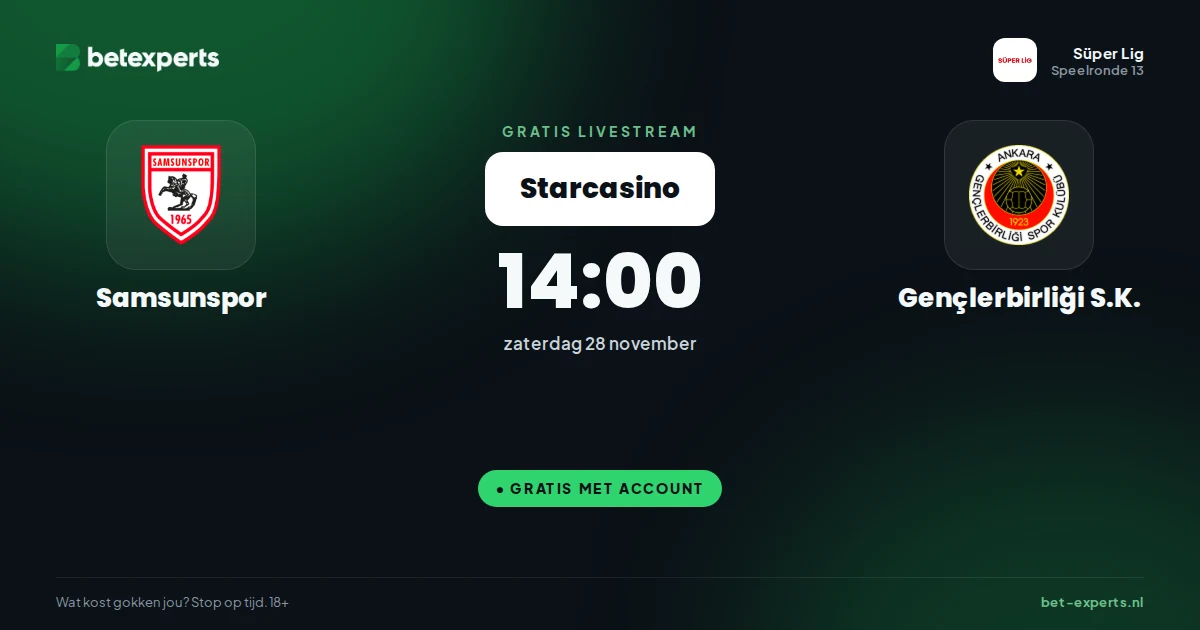 betexperts
SÜPER LİG
Süper Lig
Speelronde 13
GRATIS LIVESTREAM
Starcasino
14:00
zaterdag 28 november
SAMSUNSPOR
1965
Samsunspor
ANKARA
GENÇLERBİRLİĞİ SPOR KULÜBÜ
1923
Gençlerbirliği S.K.
• GRATIS MET ACCOUNT
Wat kost gokken jou? Stop op tijd. 18+
bet-experts.nl